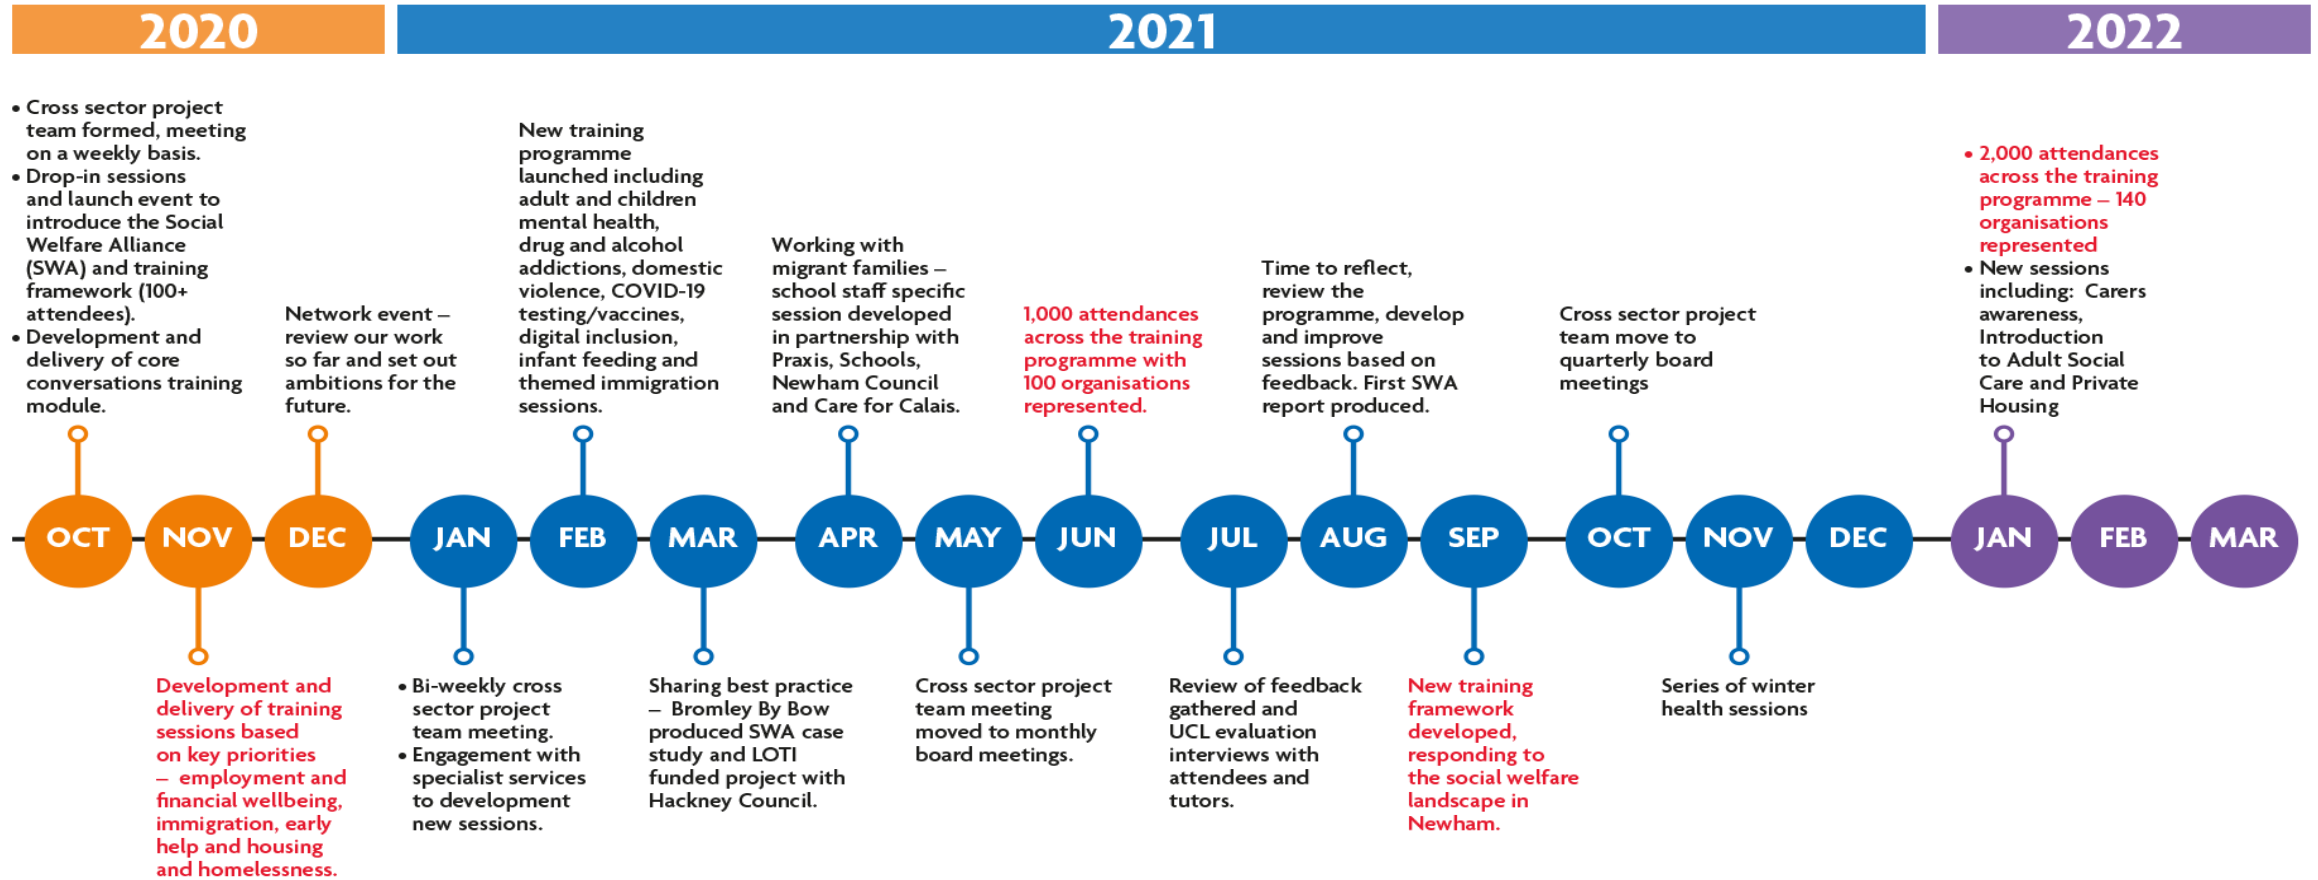 2020
2021
2022
• Cross sector project
team formed, meeting
on a weekly basis.
• Drop-in sessions
and launch event to
introduce the Social
Welfare Alliance
(SWA) and training
framework (100+
attendees).
• Development and
delivery of core
conversations training
module.
Network event –
review our work
so far and set out
ambitions for the
future.
New training
programme
launched including
adult and children
mental health,
drug and alcohol
addictions, domestic
violence, COVID-19
testing/vaccines,
digital inclusion,
infant feeding and
themed immigration
sessions.
Working with
migrant families –
school staff specific
session developed
in partnership with
Praxis, Schools,
Newham Council
and Care for Calais.
1,000 attendances
across the training
programme with
100 organisations
represented.
Time to reflect,
review the
programme, develop
and improve
sessions based on
feedback. First SWA
report produced.
Cross sector project
team move to
quarterly board
meetings
• 2,000 attendances
across the training
programme – 140
organisations
represented
• New sessions
including:  Carers
awareness,
Introduction
to Adult Social
Care and Private
Housing
OCT
NOV
DEC
JAN
FEB
MAR
APR
MAY
JUN
JUL
AUG
SEP
OCT
NOV
DEC
JAN
FEB
MAR
Development and
delivery of training
sessions based
on key priorities
–  employment and
financial wellbeing,
immigration, early
help and housing
and homelessness.
• Bi-weekly cross
sector project
team meeting.
• Engagement with
specialist services
to development
new sessions.
Sharing best practice
–  Bromley By Bow
produced SWA case
study and LOTI
funded project with
Hackney Council.
Cross sector project
team meeting
moved to monthly
board meetings.
Review of feedback
gathered and
UCL evaluation
interviews with
attendees and
tutors.
New training
framework
developed,
responding to
the social welfare
landscape in
Newham.
Series of winter
health sessions